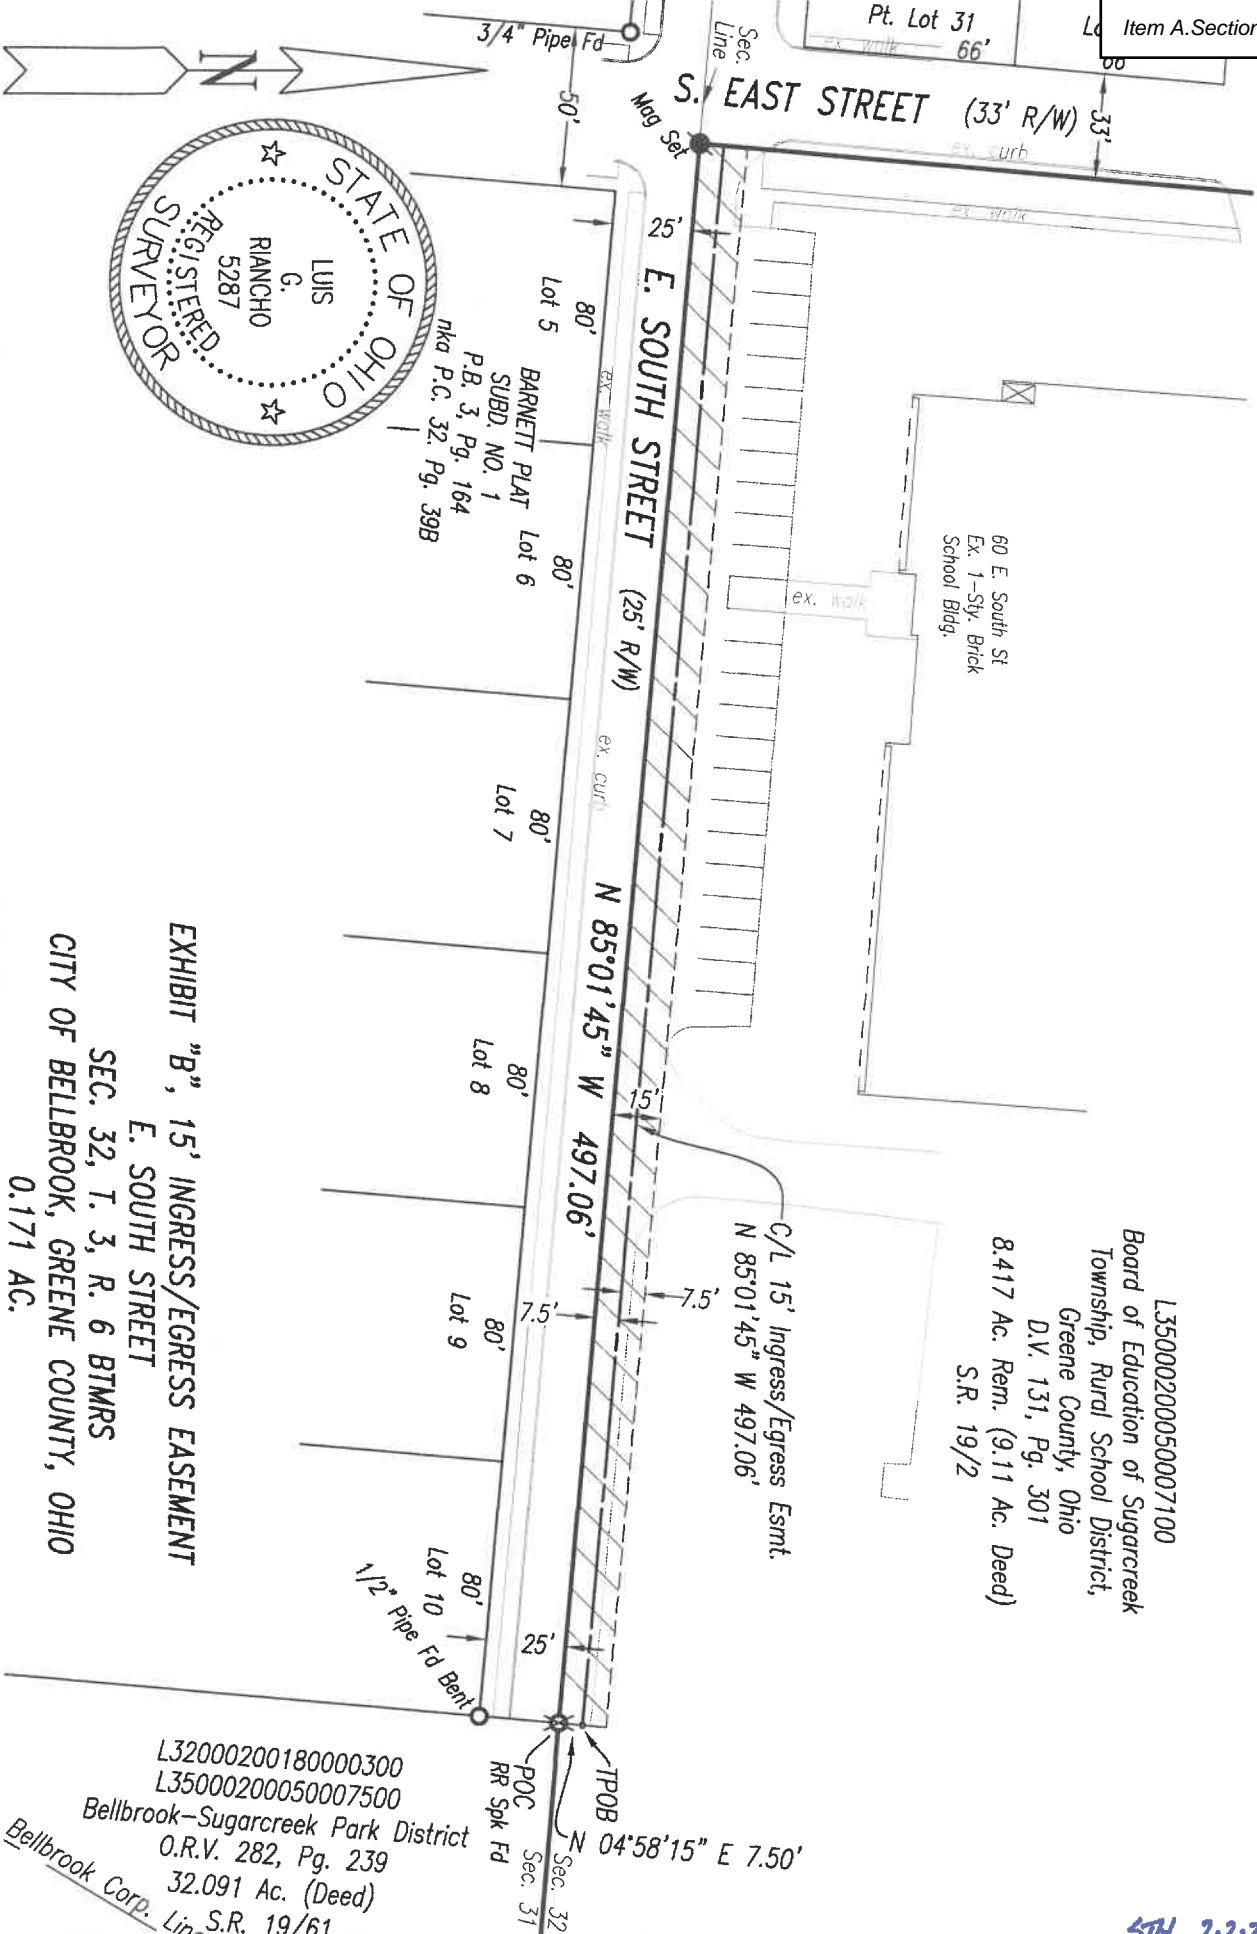 Item A.Section
Pt. Lot 31
66'
ex. walk
3/4" Pipe Fd
Sec.
Line
S. EAST STREET (33' R/W)
33'
Mag Set
50'
ex. curb
ex. walk
N
STATE OF OHIO
LUIS
G.
RIANCHO
5287
REGISTERED
SURVEYOR
25'
E. SOUTH STREET (25' R/W)
80'
Lot 5
ex. walk
BARNETT PLAT
SUBD. NO. 1
P.B. 3, Pg. 164
nka P.C. 32. Pg. 39B
80'
Lot 6
60 E. South St
Ex. 1-Sty. Brick
School Bldg.
ex. walk
ex. curb
80'
Lot 7
N 85°01'45" W 497.06'
80'
Lot 8
15'
C/L 15' Ingress/Egress Esmt.
N 85°01'45" W 497.06'
7.5'
7.5'
80'
Lot 9
L35000200050007100
Board of Education of Sugarcreek
Township, Rural School District,
Greene County, Ohio
D.V. 131, Pg. 301
8.417 Ac. Rem. (9.11 Ac. Deed)
S.R. 19/2
EXHIBIT "B", 15' INGRESS/EGRESS EASEMENT
E. SOUTH STREET
SEC. 32, T. 3, R. 6 BTMRS
CITY OF BELLBROOK, GREENE COUNTY, OHIO
0.171 AC.
80'
Lot 10
25'
1/2" Pipe Fd Bent
TPOB
N 04°58'15" E 7.50'
POC
RR Spk Fd
Sec. 32
Sec. 31
L32000200180000300
L35000200050007500
Bellbrook-Sugarcreek Park District
O.R.V. 282, Pg. 239
32.091 Ac. (Deed)
S.R. 19/61
Bellbrook Corp.